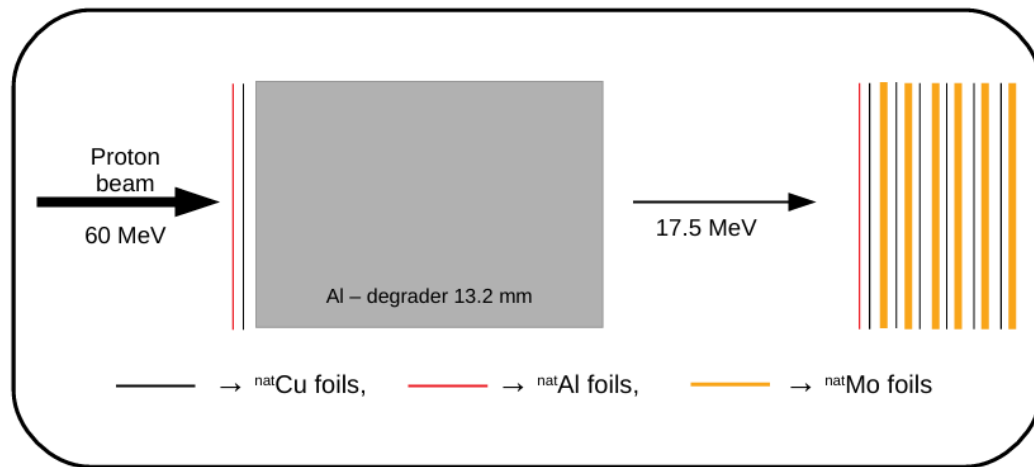 Proton
beam
60 MeV
17.5 MeV
Al – degrader 13.2 mm
→ natCu foils, → natAl foils, → natMo foils